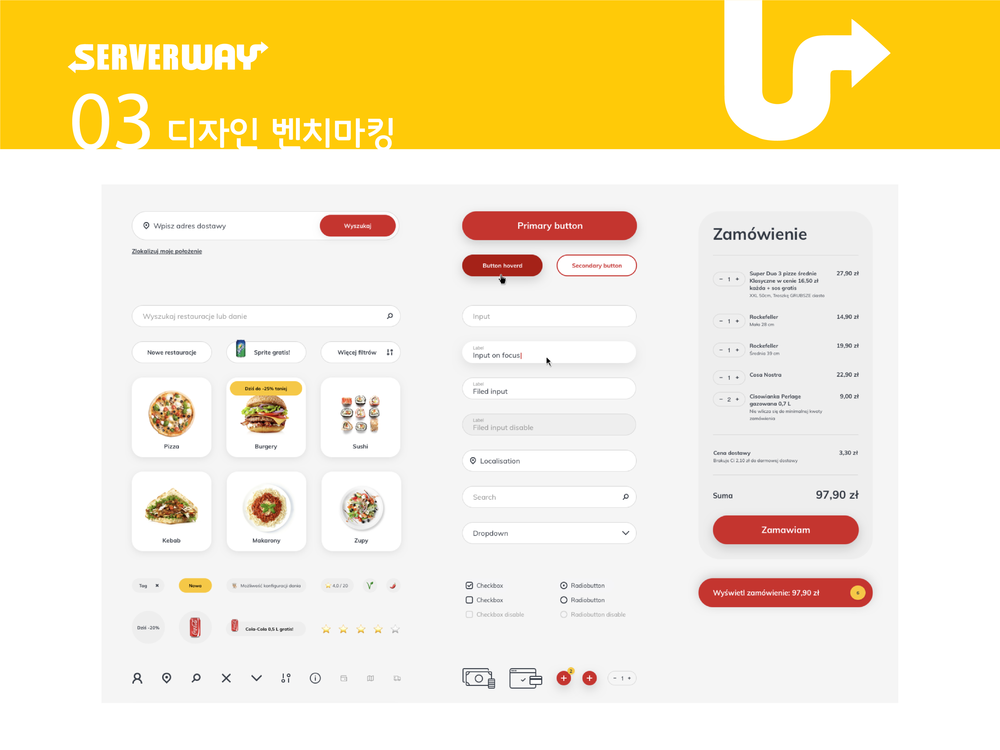 SERVERWAY
03 디자인 벤치마킹
Wpisz adres dostawy
Wyszukaj
Zlokalizuj moje położenie
Wyszukaj restauracje lub danie
Nowe restauracje
Sprite gratis!
Więcej filtrów
Dziś do -25% taniej
Pizza
Burgery
Sushi
Kebab
Makarony
Zupy
Tag
Nowa
Możliwość konfiguracji dania
4,0 / 20
Dziś -20%
Coca-Cola
Cola-Cola 0,5 L gratis!
Primary button
Button hoverd
Secondary button
Input
Label
Input on focus
Label
Filed input
Label
Filed input disable
Localisation
Search
Dropdown
Checkbox
Radiobutton
Checkbox
Radiobutton
Checkbox disable
Radiobutton disable
2
- 1 +
Zamówienie
- 1 +
Super Duo 3 pizze średnie
27,90 zł
Klasyczne w cenie 16,50 zł
każda + sos gratis
XXL 50cm, Troszkę GRUBSZE ciasto
- 1 +
Rockefeller
14,90 zł
Mała 28 cm
- 1 +
Rockefeller
19,90 zł
Średnia 39 cm
- 1 +
Cosa Nostra
22,90 zł
- 2 +
Cisowianka Perlage
9,00 zł
gazowana 0,7 L
Nie wlicza się do minimalnej kwoty
zamówienia
Cena dostawy
3,30 zł
Brakuje Ci 2,10 zł do darmowej dostawy
Suma
97,90 zł
Zamawiam
Wyświetl zamówienie: 97,90 zł
6